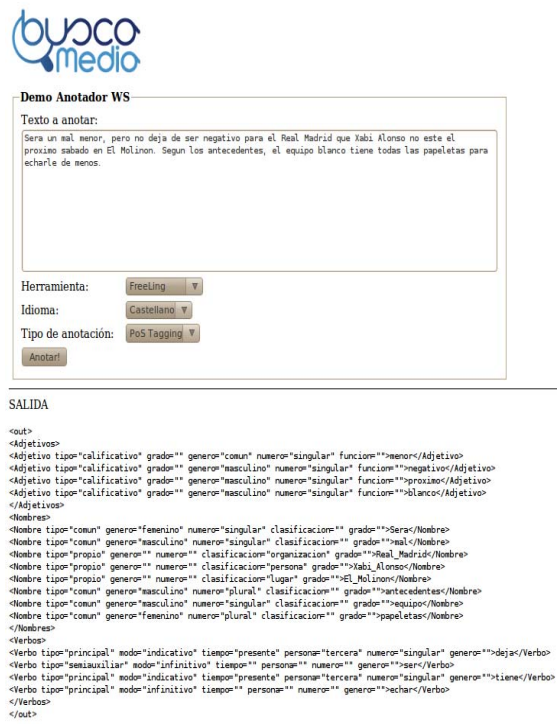 busca
medio
Demo Anotador WS
Texto a anotar:
Sera un mal menor, pero no deja de ser negativo para el Real Madrid que Xabi Alonso no este el
proximo sabado en El Molinon. Segun los antecedentes, el equipo blanco tiene todas las papeletas para
echarle de menos.
Herramienta: FreeLing
Idioma: Castellano
Tipo de anotación: PoS Tagging
Anotar!
SALIDA
<out>
<Adjetivos>
<Adjetivo tipo="calificativo" grado="" genero="comun" numero="singular" funcion="">menor</Adjetivo>
<Adjetivo tipo="calificativo" grado="" genero="masculino" numero="singular" funcion="">negativo</Adjetivo>
<Adjetivo tipo="calificativo" grado="" genero="masculino" numero="singular" funcion="">proximo</Adjetivo>
<Adjetivo tipo="calificativo" grado="" genero="masculino" numero="singular" funcion="">blanco</Adjetivo>
</Adjetivos>
<Nombres>
<Nombre tipo="comun" genero="femenino" numero="singular" clasificacion="" grado="">Sera</Nombre>
<Nombre tipo="comun" genero="masculino" numero="singular" clasificacion="" grado="">mal</Nombre>
<Nombre tipo="propio" genero="" numero="" clasificacion="organizacion" grado="">Real_Madrid</Nombre>
<Nombre tipo="propio" genero="" numero="" clasificacion="persona" grado="">Xabi_Alonso</Nombre>
<Nombre tipo="propio" genero="" numero="" clasificacion="lugar" grado="">El_Molinon</Nombre>
<Nombre tipo="comun" genero="masculino" numero="plural" clasificacion="" grado="">antecedentes</Nombre>
<Nombre tipo="comun" genero="masculino" numero="singular" clasificacion="" grado="">equipo</Nombre>
<Nombre tipo="comun" genero="femenino" numero="plural" clasificacion="" grado="">papeletas</Nombre>
</Nombres>
<Verbos>
<Verbo tipo="principal" modo="indicativo" tiempo="presente" persona="tercera" numero="singular" genero="">deja</Verbo>
<Verbo tipo="semiauxiliar" modo="infinitivo" tiempo="" persona="" numero="" genero="">ser</Verbo>
<Verbo tipo="principal" modo="indicativo" tiempo="presente" persona="tercera" numero="singular" genero="">tiene</Verbo>
<Verbo tipo="principal" modo="infinitivo" tiempo="" persona="" numero="" genero="">echar</Verbo>
</Verbos>
</out>